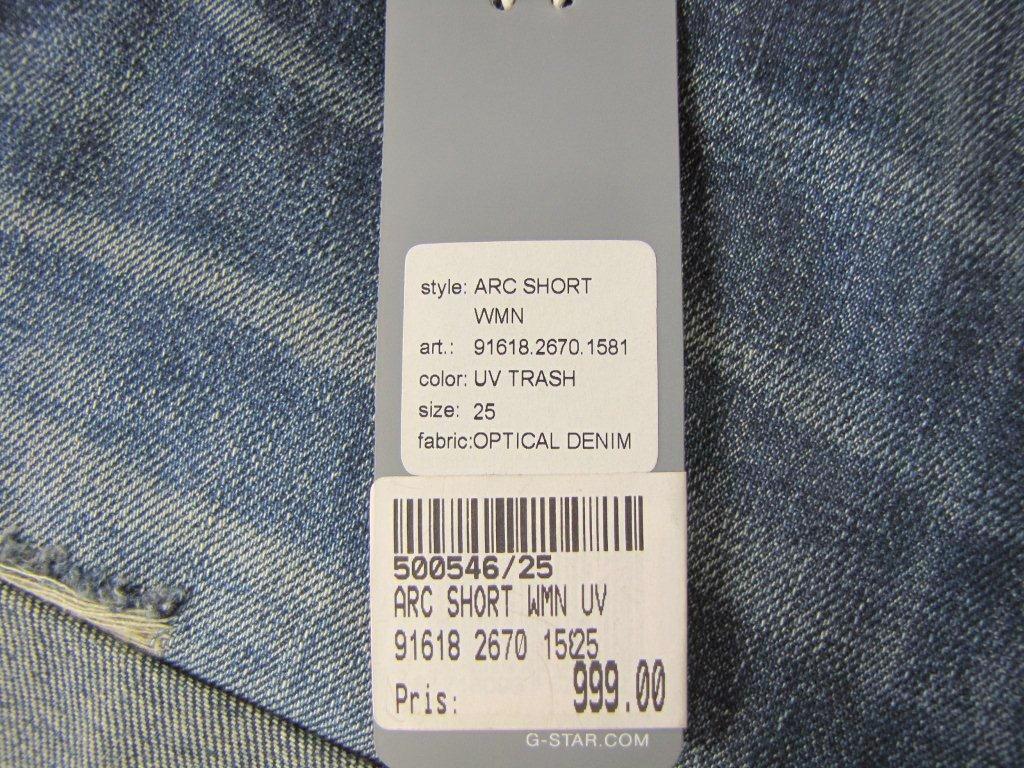 style: ARC SHORT
WMN
art.: 91618.2670.1581
color: UV TRASH
size: 25
fabric:OPTICAL DENIM
500546/25
ARC SHORT WMN UV
91618 2670 15825
Pris: 999.00
G-STAR.COM